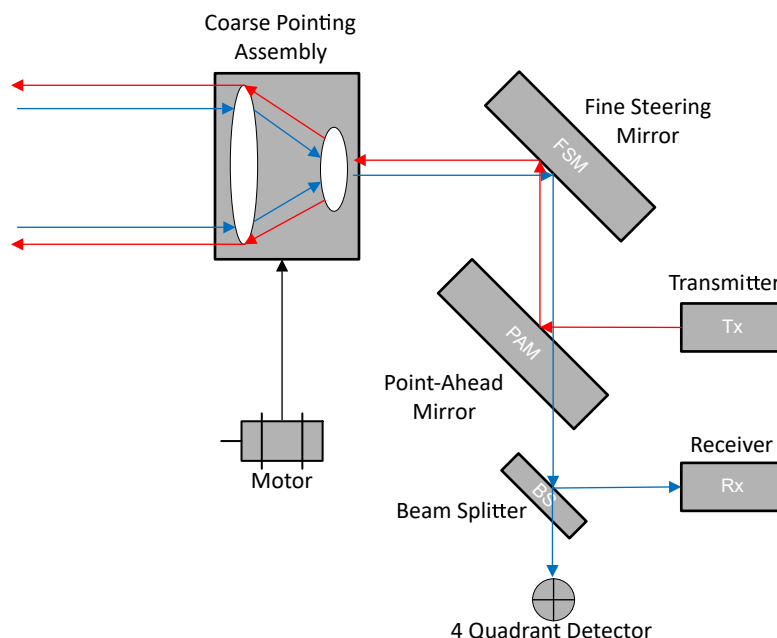 Coarse Pointing
Assembly
Fine Steering
Mirror
FSM
Transmitter
Tx
PAM
Point-Ahead
Mirror
Receiver
Rx
Motor
BS
Beam Splitter
4 Quadrant Detector